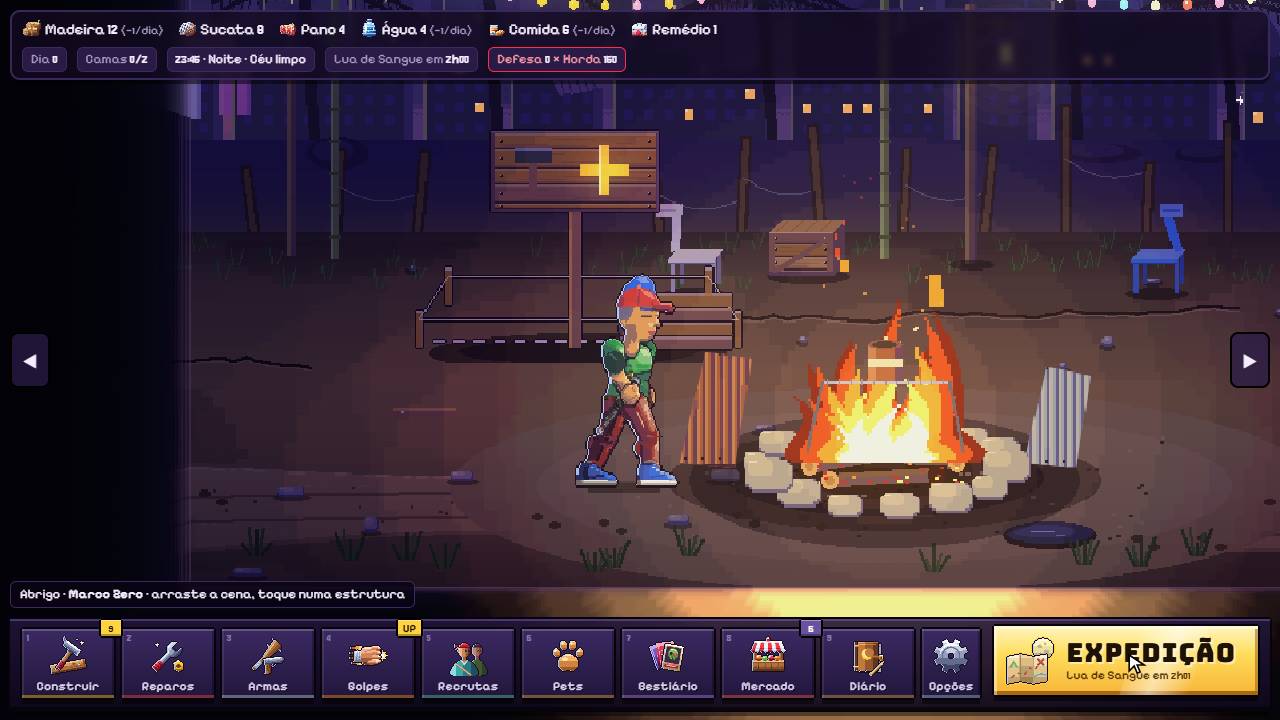 Madeira 12 (-1/dia) Sucata 8 Pano 4 Água 4 (-1/dia) Comida 6 (-1/dia) Remédio 1
Dia 0 Camas 0/2 23:45 · Noite · Céu limpo Lua de Sangue em 2h00 Defesa 0 × Horda 160
Abrigo · Marco Zero · arraste a cena, toque numa estrutura
9 UP 6
1 2 3 4 5 6 7 8 9
Construir Reparos Armas Golpes Recrutas Pets Bestiário Mercado Diário Opções
EXPEDIÇÃO
Lua de Sangue em 2h01